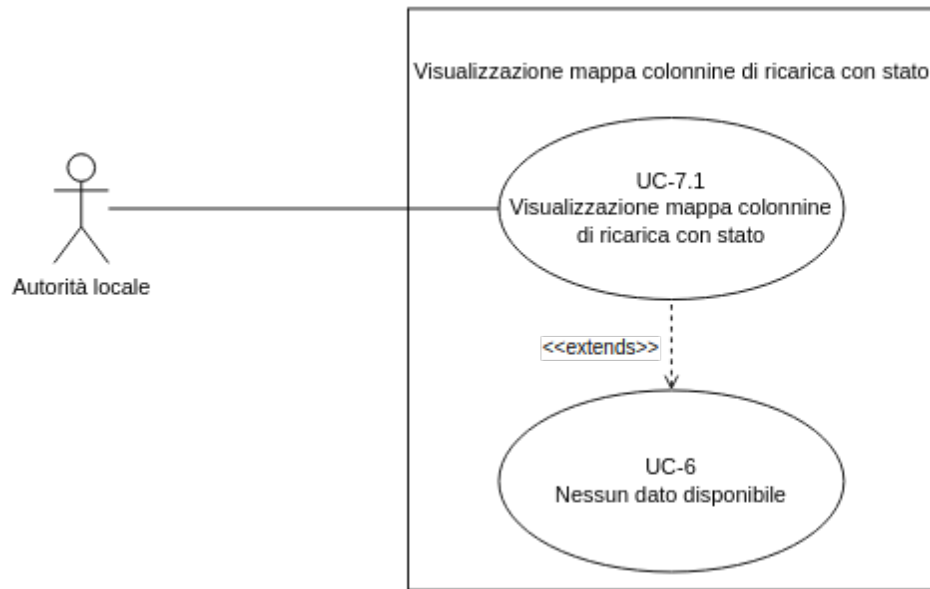 Visualizzazione mappa colonnine di ricarica con stato
UC-7.1
Visualizzazione mappa colonnine
di ricarica con stato
Autorità locale
<<extends>>
UC-6
Nessun dato disponibile